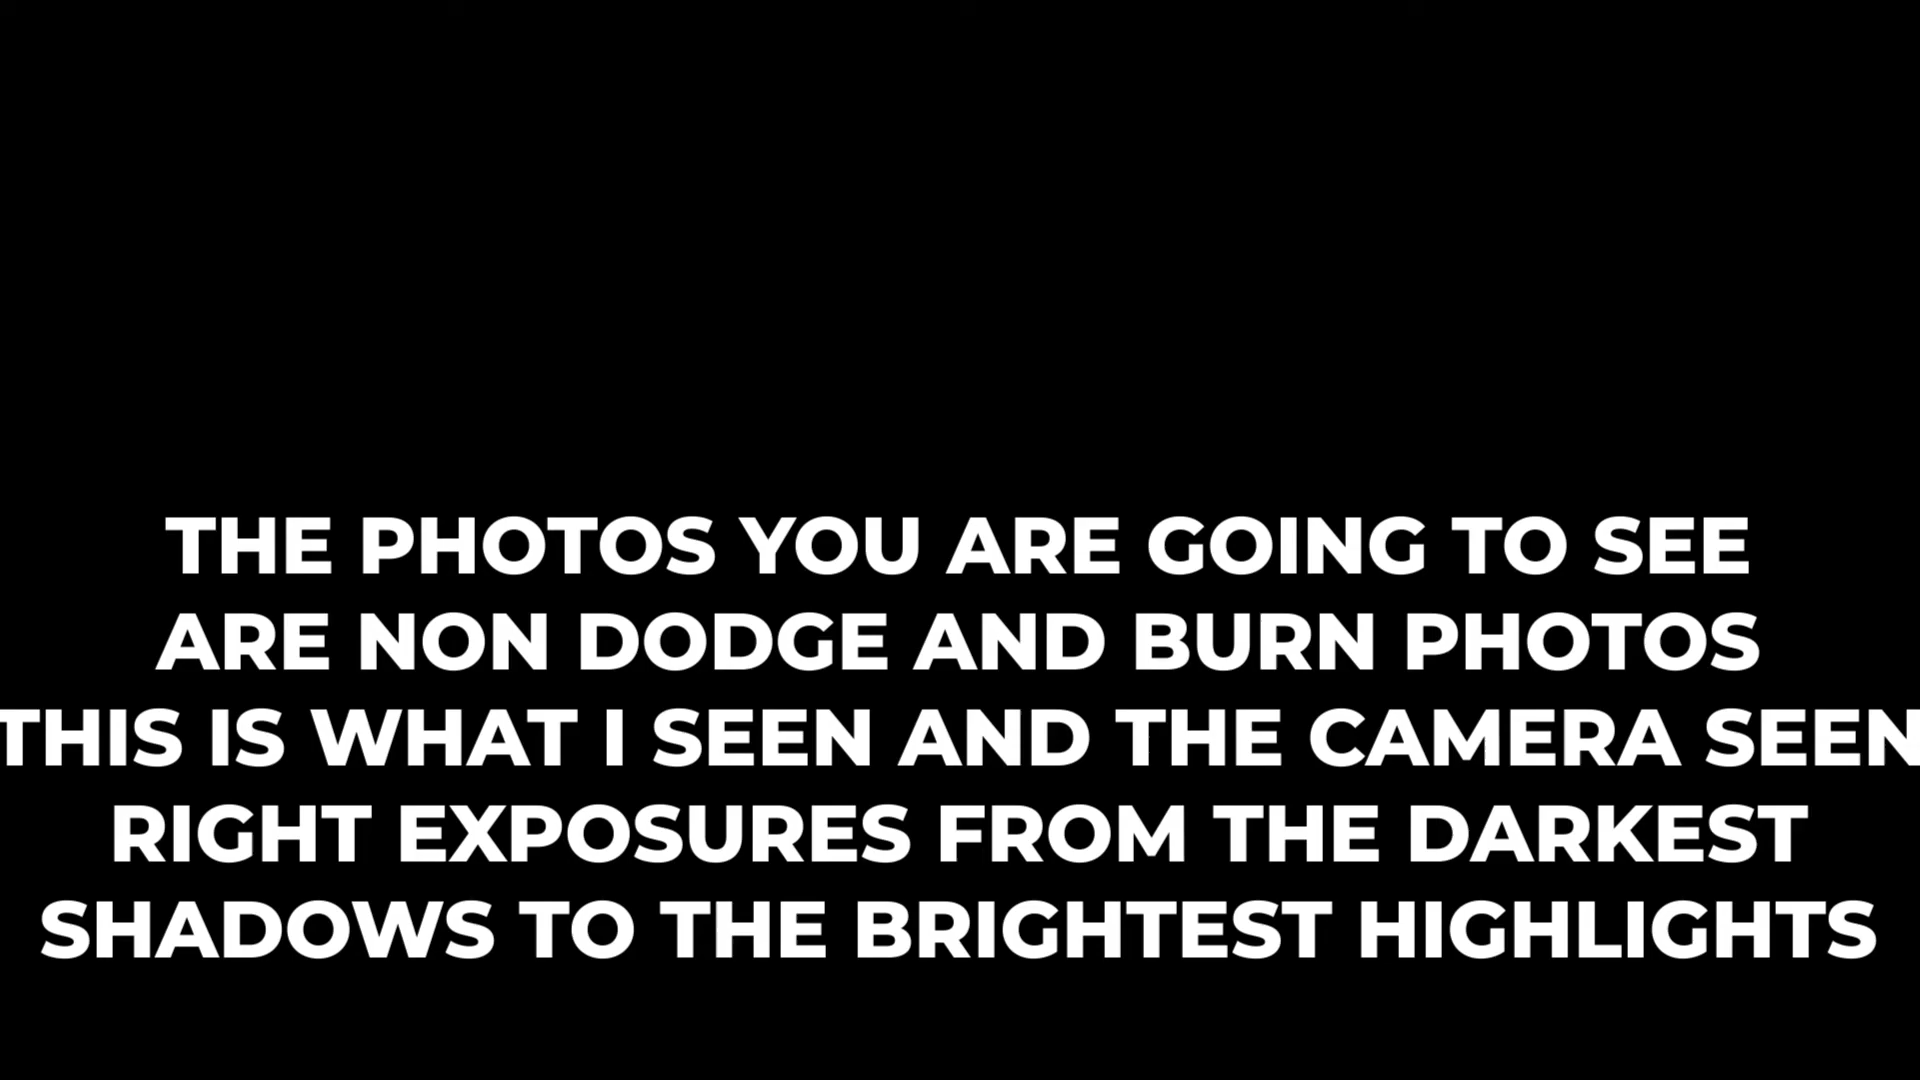 THE PHOTOS YOU ARE GOING TO SEE
ARE NON DODGE AND BURN PHOTOS
THIS IS WHAT I SEEN AND THE CAMERA SEEN
RIGHT EXPOSURES FROM THE DARKEST
SHADOWS TO THE BRIGHTEST HIGHLIGHTS